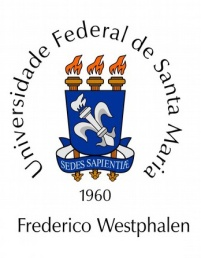 Universidade Federal de Santa Maria
SEDES SAPIENTIÆ
1960
Frederico Westphalen